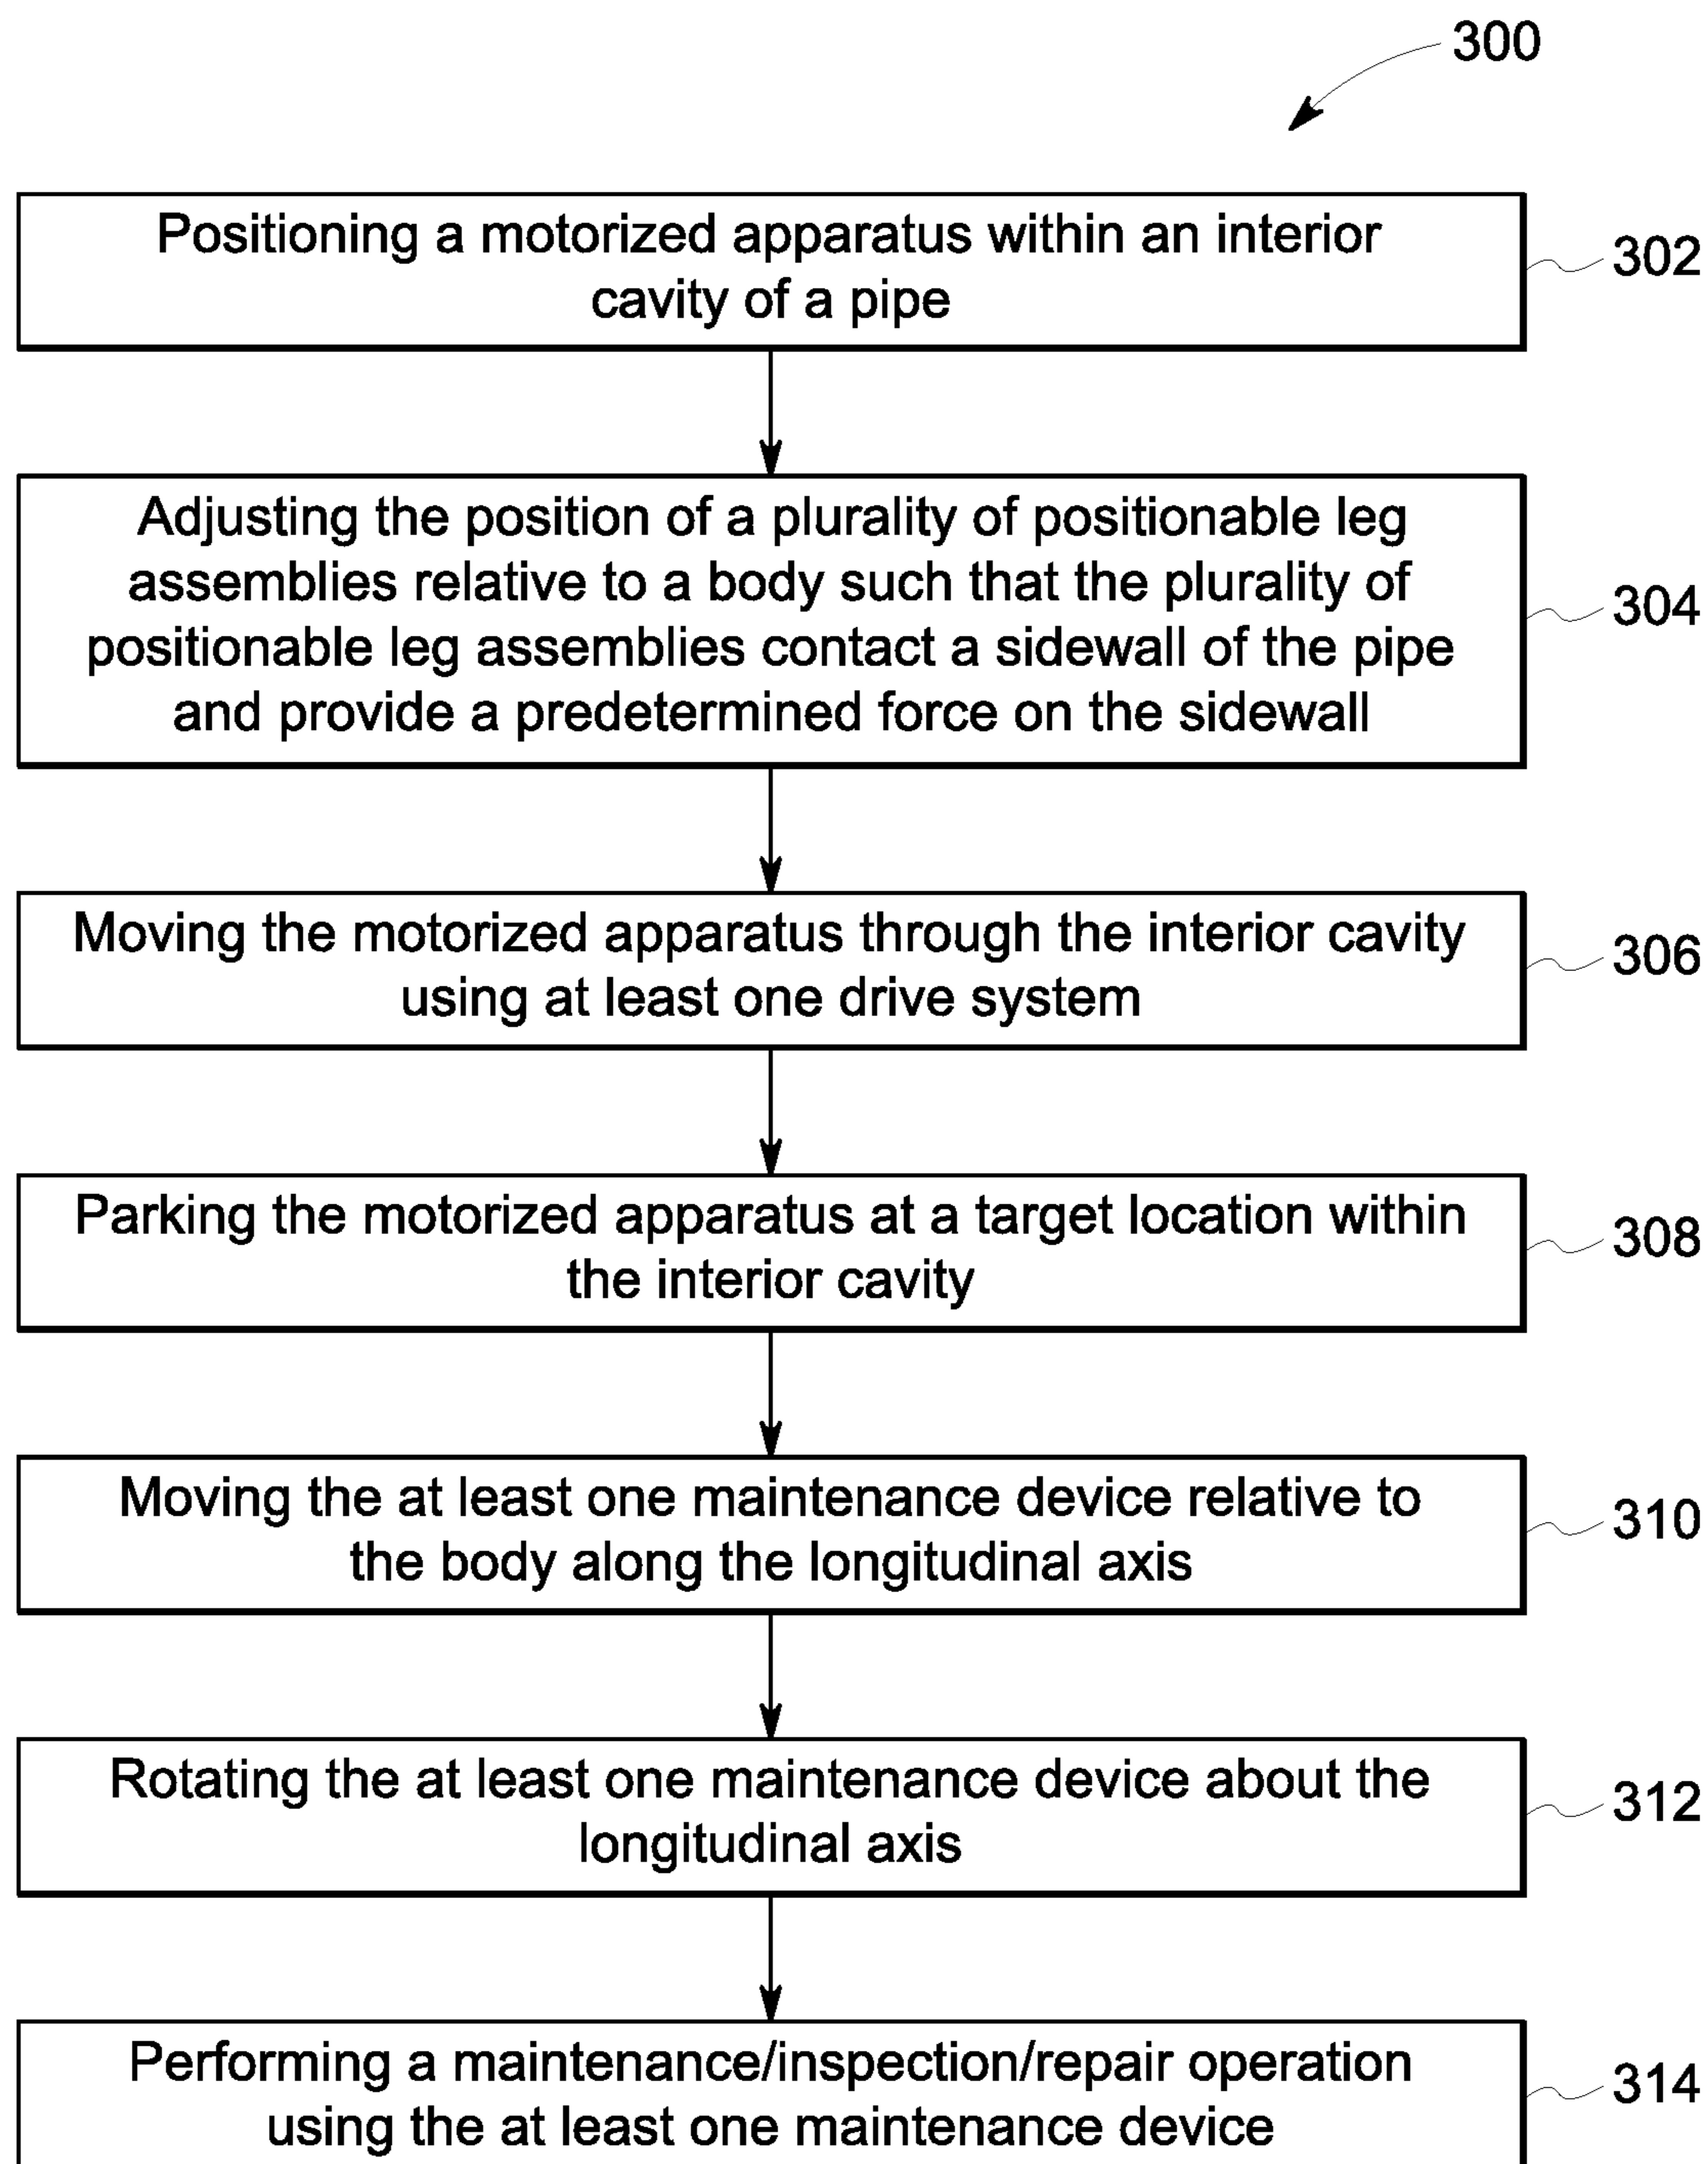 300
Positioning a motorized apparatus within an interior
cavity of a pipe
302
Adjusting the position of a plurality of positionable leg
assemblies relative to a body such that the plurality of
positionable leg assemblies contact a sidewall of the pipe
and provide a predetermined force on the sidewall
304
Moving the motorized apparatus through the interior cavity
using at least one drive system
306
Parking the motorized apparatus at a target location within
the interior cavity
308
Moving the at least one maintenance device relative to
the body along the longitudinal axis
310
Rotating the at least one maintenance device about the
longitudinal axis
312
Performing a maintenance/inspection/repair operation
using the at least one maintenance device
314